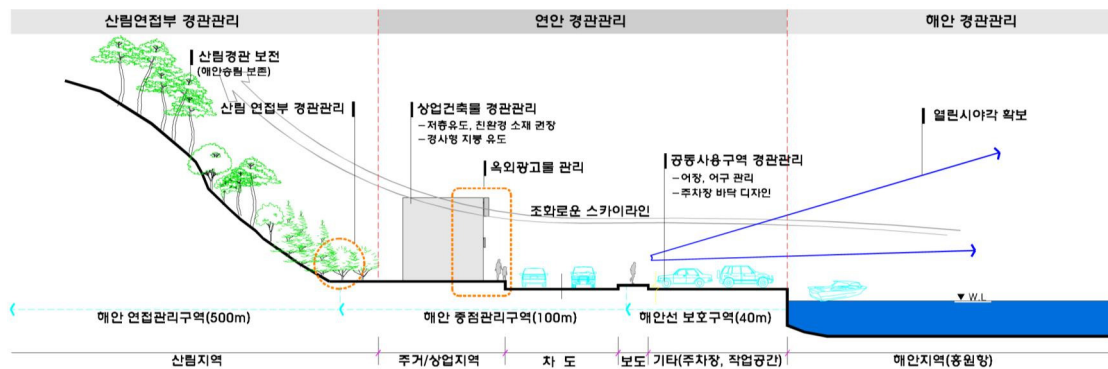 산림연접부 경관관리
연안 경관관리
해안 경관관리
산림경관 보전
(해안송림 보존)
산림 연접부 경관관리
상업건축물 경관관리
-저층유도, 친환경 소재 권장
-경사형 지붕 유도
옥외광고물 관리
공동사용구역 경관관리
-어장, 어구 관리
-주차장 바닥 디자인
열린시야각 확보
조화로운 스카이라인
▼ W.L
해안 연접관리구역(500m)
해안 중점관리구역(100m)
해안선 보호구역(40m)
산림지역
주거/상업지역
차 도
보도
기타(주차장, 작업공간)
해안지역(홍원항)